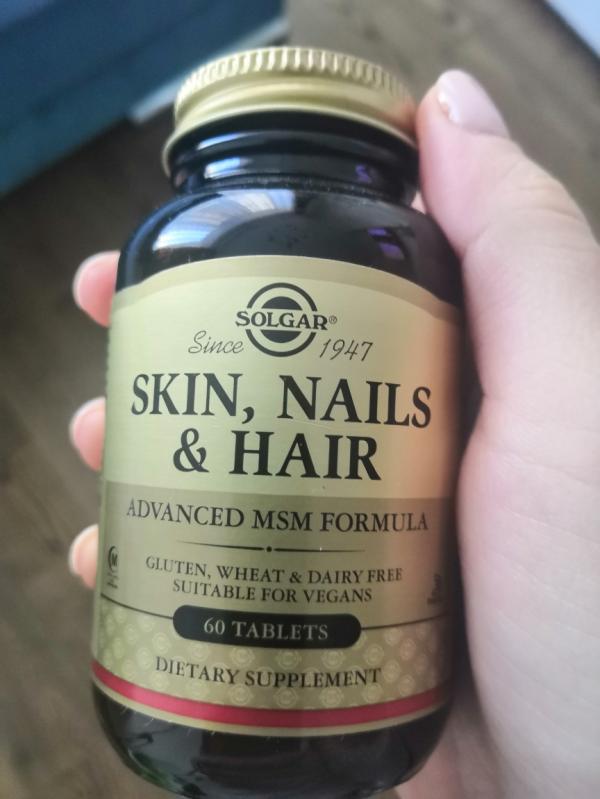 SOLGAR®
Since 1947
SKIN, NAILS
& HAIR
ADVANCED MSM FORMULA
GLUTEN, WHEAT & DAIRY FREE
SUITABLE FOR VEGANS
60 TABLETS
DIETARY SUPPLEMENT